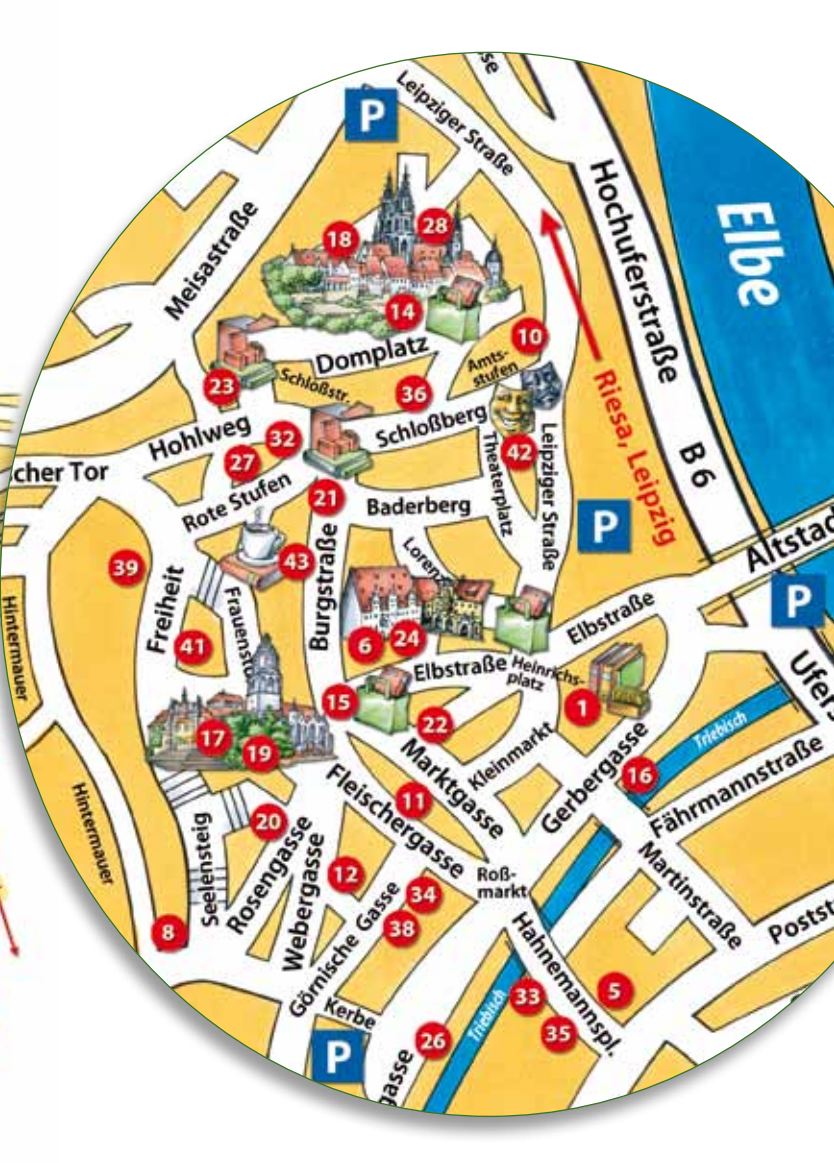 sse
Leipziger Straße
P
Hochuferstraße
Elbe
Meisastraße
18
28
14
10
Domplatz
Amts-
stufen
Riesa, Leipzig
23
Schloßstr.
36
Hohlweg
32
Schloßberg
42
Theaterplatz
Leipziger Straße
B 6
cher Tor
27
Rote Stufen
21
Baderberg
P
Altstad
39
Freiheit
43
Burgstraße
Lorenz
P
Hintermauer
41
Frauenstu
6
24
Elbstraße
Elbstraße
Heinrichs-
platz
Ufer
15
22
1
Triebisch
17
19
Marktgasse
Kleinmarkt
Gerbergasse
16
Fährmannstraße
Hintermauer
11
Fleischergasse
20
Seelensteig
Rosengasse
Webergasse
12
Roß-
markt
Martinstraße
34
38
Görnische Gasse
Postst
8
Hahnemannspl.
5
33
35
Triebisch
Kerbe
P
26
gasse